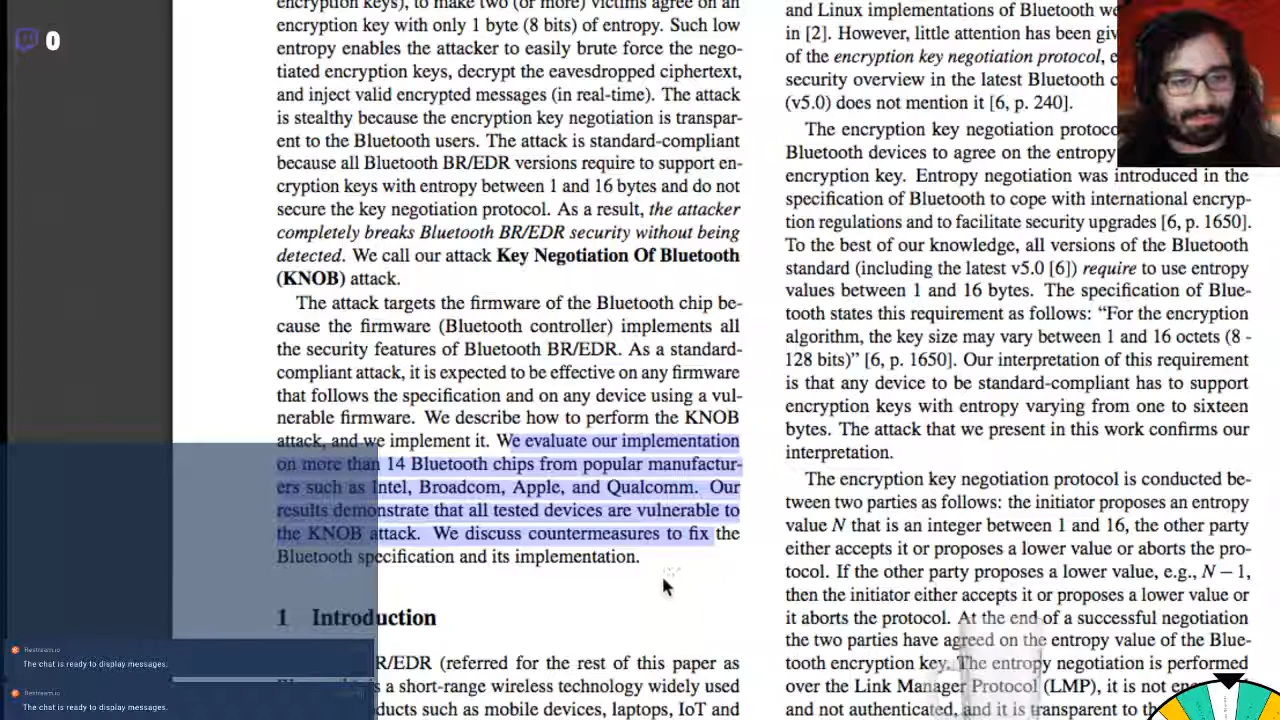 0
encryption keys), to make two (or more) victims agree on an
encryption key with only 1 byte (8 bits) of entropy. Such low
entropy enables the attacker to easily brute force the nego-
tiated encryption keys, decrypt the eavesdropped ciphertext,
and inject valid encrypted messages (in real-time). The attack
is stealthy because the encryption key negotiation is transpar-
ent to the Bluetooth users. The attack is standard-compliant
because all Bluetooth BR/EDR versions require to support en-
cryption keys with entropy between 1 and 16 bytes and do not
secure the key negotiation protocol. As a result, the attacker
completely breaks Bluetooth BR/EDR security without being
detected. We call our attack Key Negotiation Of Bluetooth
(KNOB) attack.
The attack targets the firmware of the Bluetooth chip be-
cause the firmware (Bluetooth controller) implements all
the security features of Bluetooth BR/EDR. As a standard-
compliant attack, it is expected to be effective on any firmware
that follows the specification and on any device using a vul-
nerable firmware. We describe how to perform the KNOB
attack, and we implement it. We evaluate our implementation
on more than 14 Bluetooth chips from popular manufactur-
ers such as Intel, Broadcom, Apple, and Qualcomm. Our
results demonstrate that all tested devices are vulnerable to
the KNOB attack. We discuss countermeasures to fix the
Bluetooth specification and its implementation.
1 Introduction
R/EDR (referred for the rest of this paper as
is a short-range wireless technology widely used
ducts such as mobile devices, laptops, IoT and
and Linux implementations of Bluetooth we
in [2]. However, little attention has been giv
of the encryption key negotiation protocol, e
security overview in the latest Bluetooth c
(v5.0) does not mention it [6, p. 240].
The encryption key negotiation protoco
Bluetooth devices to agree on the entropy
encryption key. Entropy negotiation was introduced in the
specification of Bluetooth to cope with international encryp-
tion regulations and to facilitate security upgrades [6, p. 1650].
To the best of our knowledge, all versions of the Bluetooth
standard (including the latest v5.0 [6]) require to use entropy
values between 1 and 16 bytes. The specification of Blue-
tooth states this requirement as follows: “For the encryption
algorithm, the key size may vary between 1 and 16 octets (8 -
128 bits)” [6, p. 1650]. Our interpretation of this requirement
is that any device to be standard-compliant has to support
encryption keys with entropy varying from one to sixteen
bytes. The attack that we present in this work confirms our
interpretation.
The encryption key negotiation protocol is conducted be-
tween two parties as follows: the initiator proposes an entropy
value N that is an integer between 1 and 16, the other party
either accepts it or proposes a lower value or aborts the pro-
tocol. If the other party proposes a lower value, e.g., N − 1,
then the initiator either accepts it or proposes a lower value or
it aborts the protocol. At the end of a successful negotiation
the two parties have agreed on the entropy value of the Blue-
tooth encryption key. The entropy negotiation is performed
over the Link Manager Protocol (LMP), it is not en
and not authenticated, and it is transparent to th
Restream.io
The chat is ready to display messages.
Restream.io
The chat is ready to display messages.